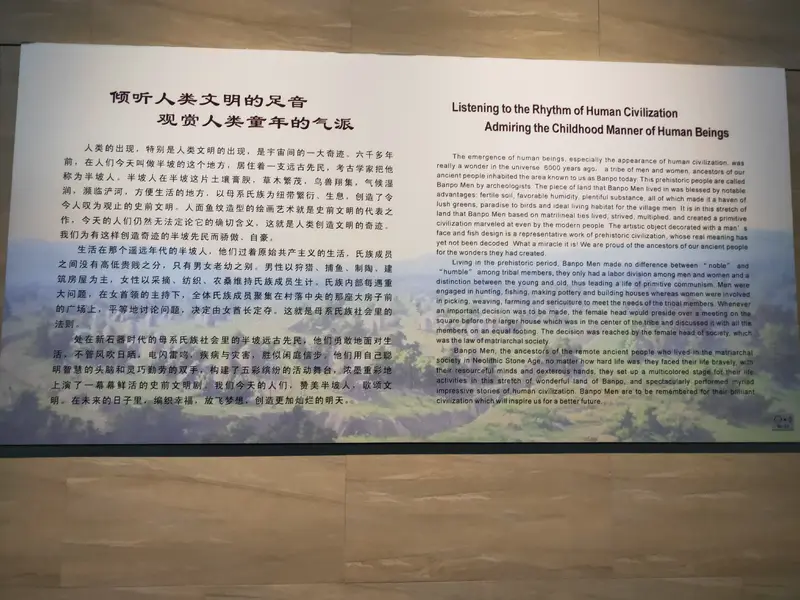 倾听人类文明的足音
观赏人类童年的气派
人类的出现，特别是人类文明的出现，是宇宙间的一大奇迹。六千多年
前，在人们今天叫做半坡的这个地方，居住着一支远古先民，考古学家把他
称为半坡人。半坡人在半坡这片土壤膏腴，草木繁茂，鸟兽翔集，气候湿
润，濒临浐河，方便生活的地方，以母系氏族为纽带繁衍、生息，创造了令
今人叹为观止的史前文明。人面鱼纹造型的绘画艺术就是史前文明的代表之
作，今天的人们仍然无法定论它的确切含义，这就是人类创造文明的奇迹。
我们为有这样创造奇迹的半坡先民而骄傲、自豪。
生活在那个遥远年代的半坡人，他们过着原始共产主义的生活，氏族成员
之间没有高低贵贱之分，只有男女老幼之别。男性以狩猎、捕鱼、制陶、建
筑房屋为主，女性以采摘、纺织、农桑维持氏族成员生计。氏族内部每遇重
大问题，在女首领的主持下，全体氏族成员聚集在村落中央的那座大房子前
的广场上，平等地讨论问题，决定由女酋长定夺。这就是母系氏族社会里的
法则。
处在新石器时代的母系氏族社会里的半坡远古先民，他们勇敢地面对生
活，不管风吹日晒，电闪雷鸣，疾病与灾害，胜似闲庭信步。他们用自己聪
明智慧的头脑和灵巧勤劳的双手，构建了五彩缤纷的活动舞台，浓墨重彩地
上演了一幕幕鲜活的史前文明剧。我们今天的人们，赞美半坡人，歌颂文
明。在未来的日子里，编织幸福，放飞梦想，创造更加灿烂的明天。
Listening to the Rhythm of Human Civilization
Admiring the Childhood Manner of Human Beings
The emergence of human beings, especially the appearance of human civilization, was
really a wonder in the universe. 6000 years ago, a tribe of men and women, ancestors of our
ancient people inhabited the area known to us as Banpo today. This prehistoric people are called
Banpo Men by archeologists. The piece of land that Banpo Men lived in was blessed by notable
advantages: fertile soil, favorable humidity, plentiful substance, all of which made it a haven of
lush greens, paradise to birds and ideal living habitat for the village men. It is in this stretch of
land that Banpo Men based on matrilineal ties lived, strived, multiplied, and created a primitive
civilization marveled at even by the modern people. The artistic object decorated with a man's
face and fish design is a representative work of prehistoric civilization, whose real meaning has
yet not been decoded. What a miracle it is! We are proud of the ancestors of our ancient people
for the wonders they had created.
Living in the prehistoric period, Banpo Men made no difference between "noble" and
"humble" among tribal members, they only had a labor division among men and women and a
distinction between the young and old, thus leading a life of primitive communism. Men were
engaged in hunting, fishing, making pottery and building houses whereas women were involved
in picking, weaving, farming and sericulture to meet the needs of the tribal members. Whenever
an important decision was to be made, the female head would preside over a meeting on the
square before the larger house which was in the center of the tribe and discussed it with all the
members on an equal footing. The decision was reached by the female head of society, which
was the law of matriarchal society.
Banpo Men, the ancestors of the remote ancient people who lived in the matriarchal
society in Neolithic Stone Age, no matter how hard life was, they faced their life bravely, with
their resourceful minds and dexterous hands, they set up a multicolored stage for their life
activities in this stretch of wonderful land of Banpo, and spectacularly performed myriad
impressive stories of human civilization. Banpo Men are to be remembered for their brilliant
civilization which will inspire us for a better future.